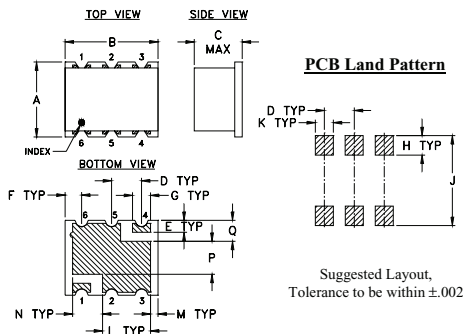 TOP VIEW
SIDE VIEW
B
C
MAX
1 2 3
A
6 5 4
INDEX
BOTTOM VIEW
D TYP
F TYP
G TYP
6 5 4
E TYP
Q
P
1 2 3
N TYP
M TYP
L TYP
PCB Land Pattern
D TYP
K TYP
H TYP
J
Suggested Layout,
Tolerance to be within ±.002